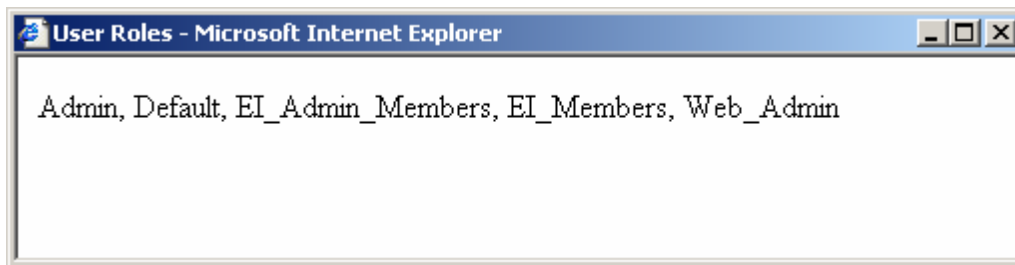 User Roles - Microsoft Internet Explorer
Admin, Default, EI_Admin_Members, EI_Members, Web_Admin